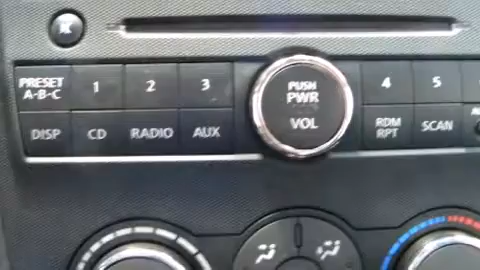 PRESET
A·B·C
1
2
3
PUSH
PWR
VOL
4
5
DISP
CD
RADIO
AUX
RDM
RPT
SCAN